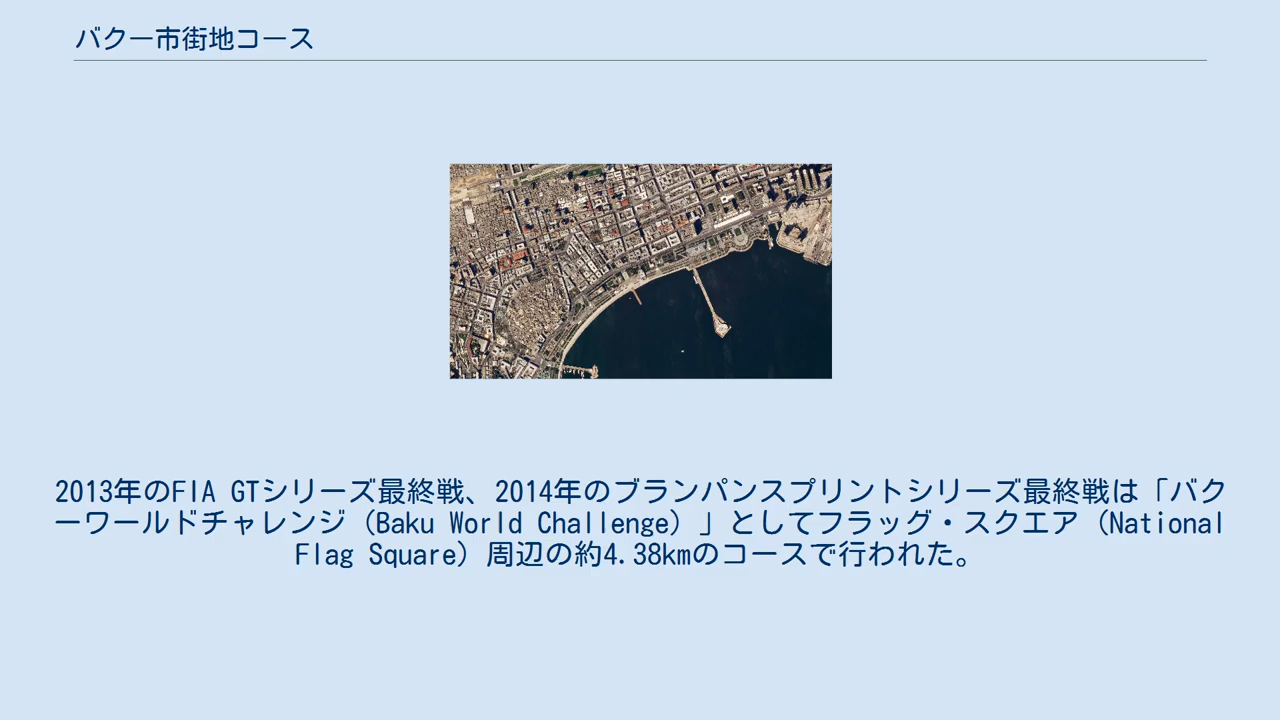 バクー市街地コース
2013年のFIA GTシリーズ最終戦、2014年のブランパンスプリントシリーズ最終戦は「バク
ーワールドチャレンジ（Baku World Challenge）」としてフラッグ・スクエア（National
Flag Square）周辺の約4.38kmのコースで行われた。